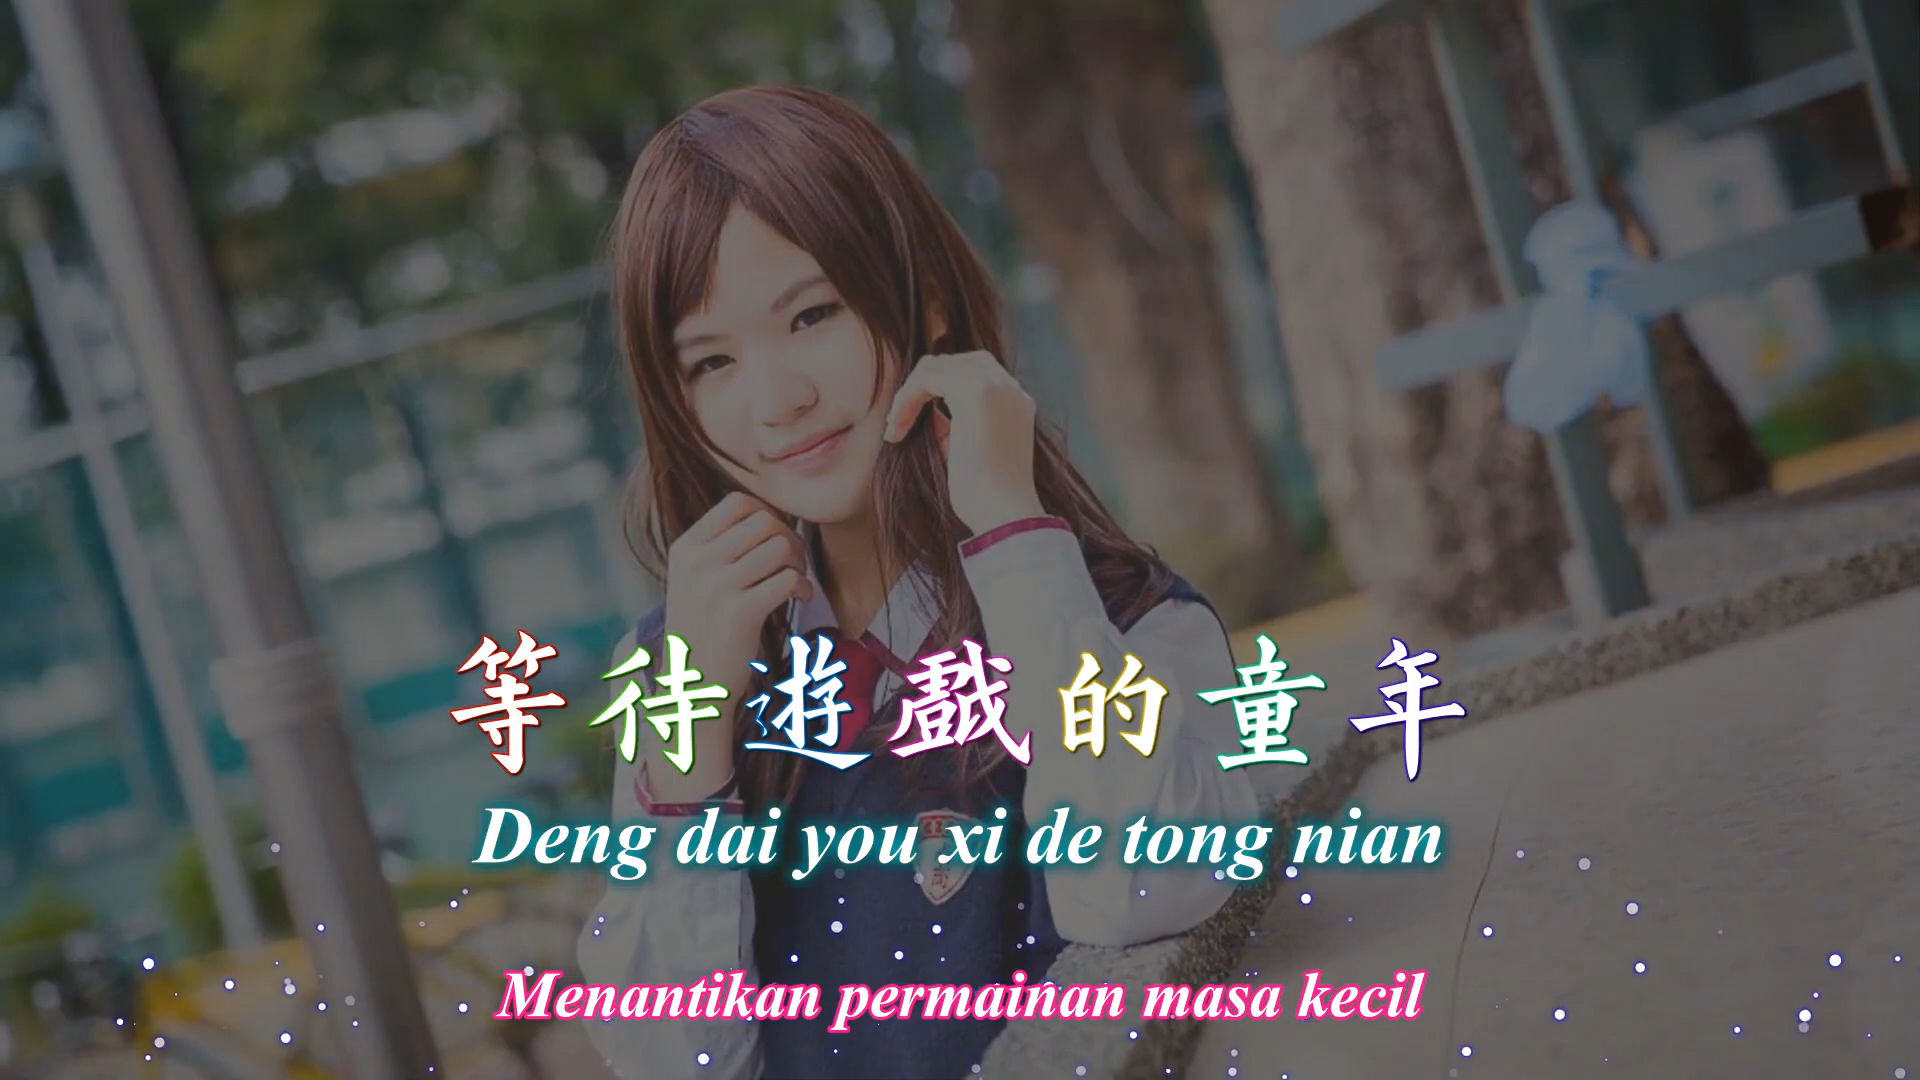 等待遊戲的童年
Deng dai you xi de tong nian
Menantikan permainan masa kecil